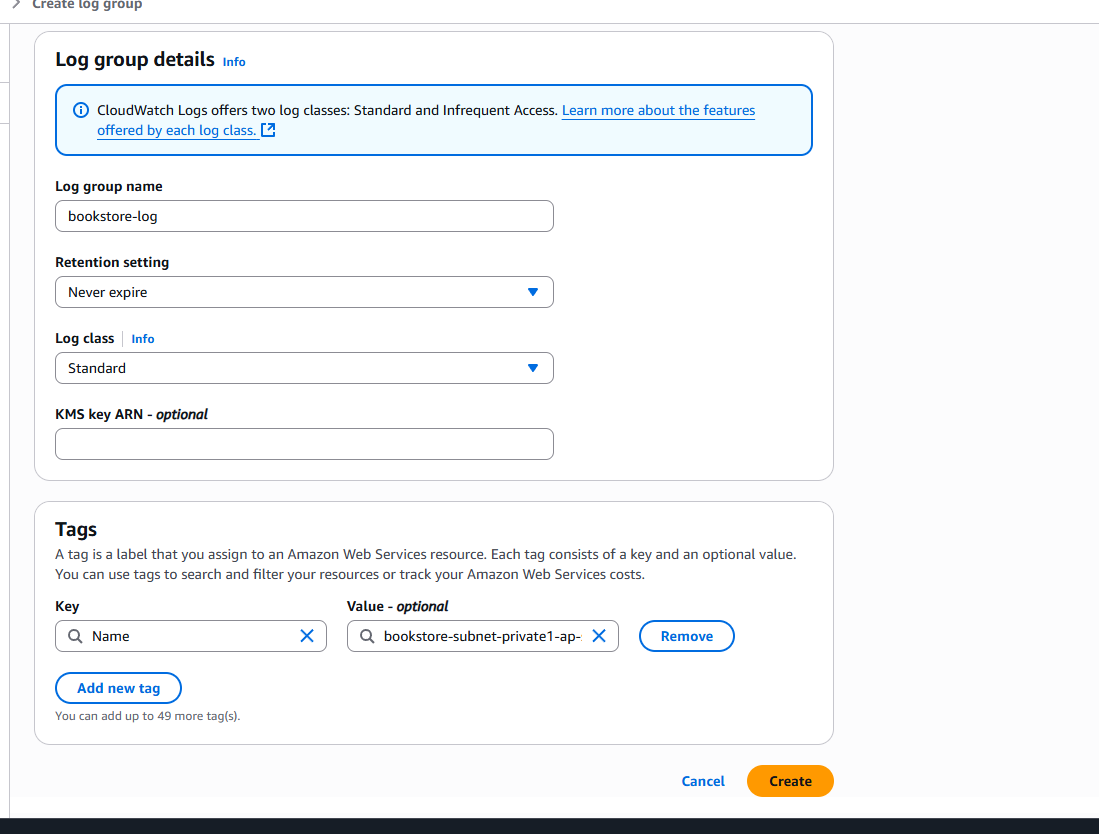 Create log group
Log group details Info
CloudWatch Logs offers two log classes: Standard and Infrequent Access. Learn more about the features
offered by each log class.
Log group name
bookstore-log
Retention setting
Never expire
Log class Info
Standard
KMS key ARN - optional
Tags
A tag is a label that you assign to an Amazon Web Services resource. Each tag consists of a key and an optional value.
You can use tags to search and filter your resources or track your Amazon Web Services costs.
Key Value - optional
Name bookstore-subnet-private1-ap- Remove
Add new tag
You can add up to 49 more tag(s).
Cancel Create